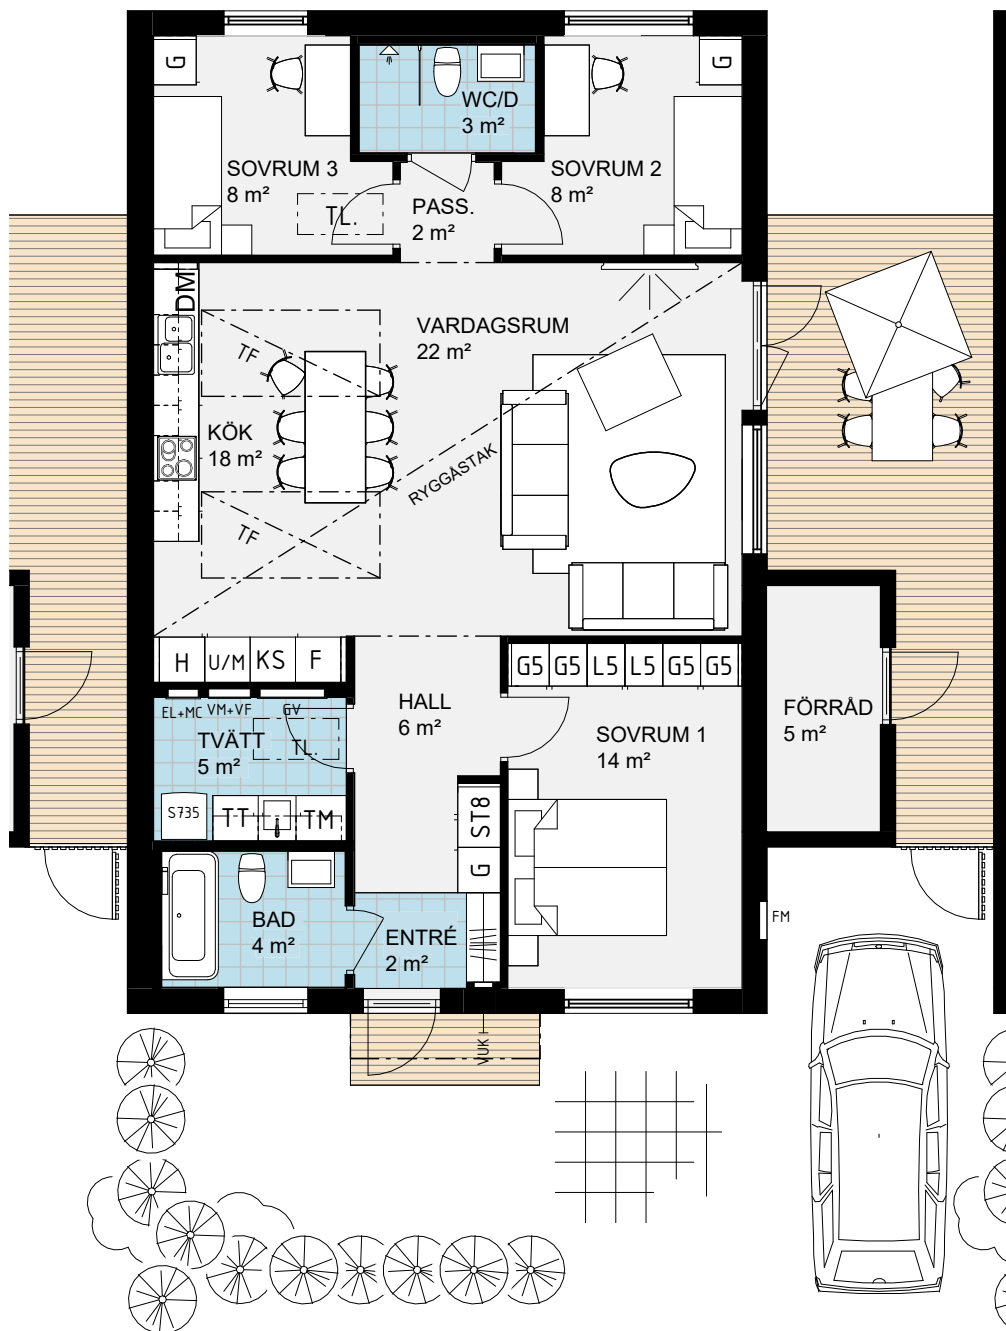 G
G
WC/D
3 m²
SOVRUM 3
8 m²
SOVRUM 2
8 m²
TL.
PASS.
2 m²
DM
VARDAGSRUM
22 m²
TF
KÖK
18 m²
RYGGÅSTAK
TF
H
U/M
KS
F
G5
G5
L5
L5
G5
G5
EL+MC
VM+VF
GV
HALL
6 m²
TVÄTT
5 m²
TL.
SOVRUM 1
14 m²
FÖRRÅD
5 m²
S735
TT
TM
ST8
G
BAD
4 m²
ENTRÉ
2 m²
FM
VUK